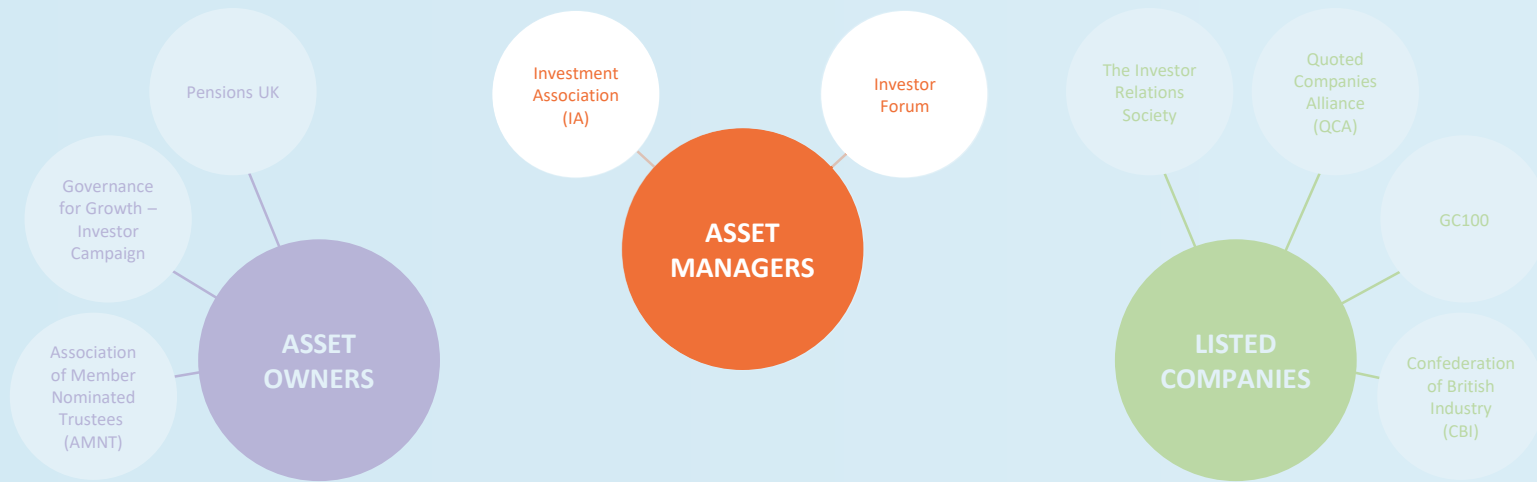 Pensions UK
Governance
for Growth –
Investor
Campaign
Association
of Member
Nominated
Trustees
(AMNT)
ASSET
OWNERS
Investment
Association
(IA)
Investor
Forum
ASSET
MANAGERS
The Investor
Relations
Society
Quoted
Companies
Alliance
(QCA)
GC100
Confederation
of British
Industry
(CBI)
LISTED
COMPANIES